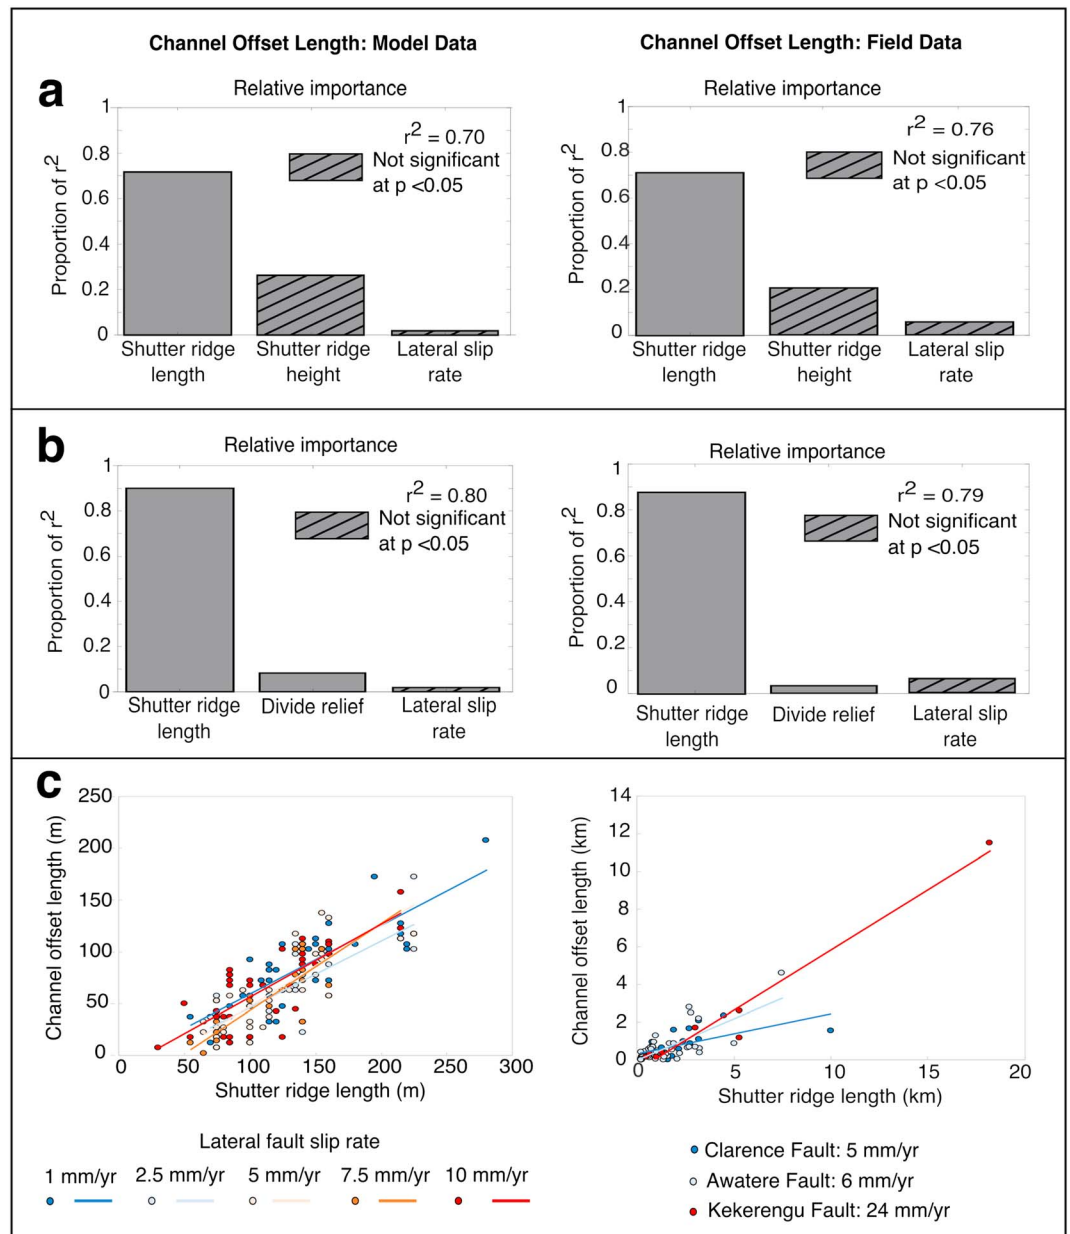 Channel Offset Length: Model Data
Channel Offset Length: Field Data
a
Relative importance
1
0.8
0.6
0.4
0.2
0
Proportion of r2
r2 = 0.70
Not significant
at p <0.05
Shutter ridge
length
Shutter ridge
height
Lateral slip
rate
Relative importance
1
0.8
0.6
0.4
0.2
0
Proportion of r2
r2 = 0.76
Not significant
at p <0.05
Shutter ridge
length
Shutter ridge
height
Lateral slip
rate
b
Relative importance
1
0.8
0.6
0.4
0.2
0
Proportion of r2
r2 = 0.80
Not significant
at p <0.05
Shutter ridge
length
Divide relief
Lateral slip
rate
Relative importance
1
0.8
0.6
0.4
0.2
0
Proportion of r2
r2 = 0.79
Not significant
at p <0.05
Shutter ridge
length
Divide relief
Lateral slip
rate
c
250
200
150
100
50
0
Channel offset length (m)
0 50 100 150 200 250 300
Shutter ridge length (m)
14
12
10
8
6
4
2
0
Channel offset length (km)
0 5 10 15 20
Shutter ridge length (km)
Lateral fault slip rate
1 mm/yr 2.5 mm/yr 5 mm/yr 7.5 mm/yr 10 mm/yr
Clarence Fault: 5 mm/yr
Awatere Fault: 6 mm/yr
Kekerengu Fault: 24 mm/yr